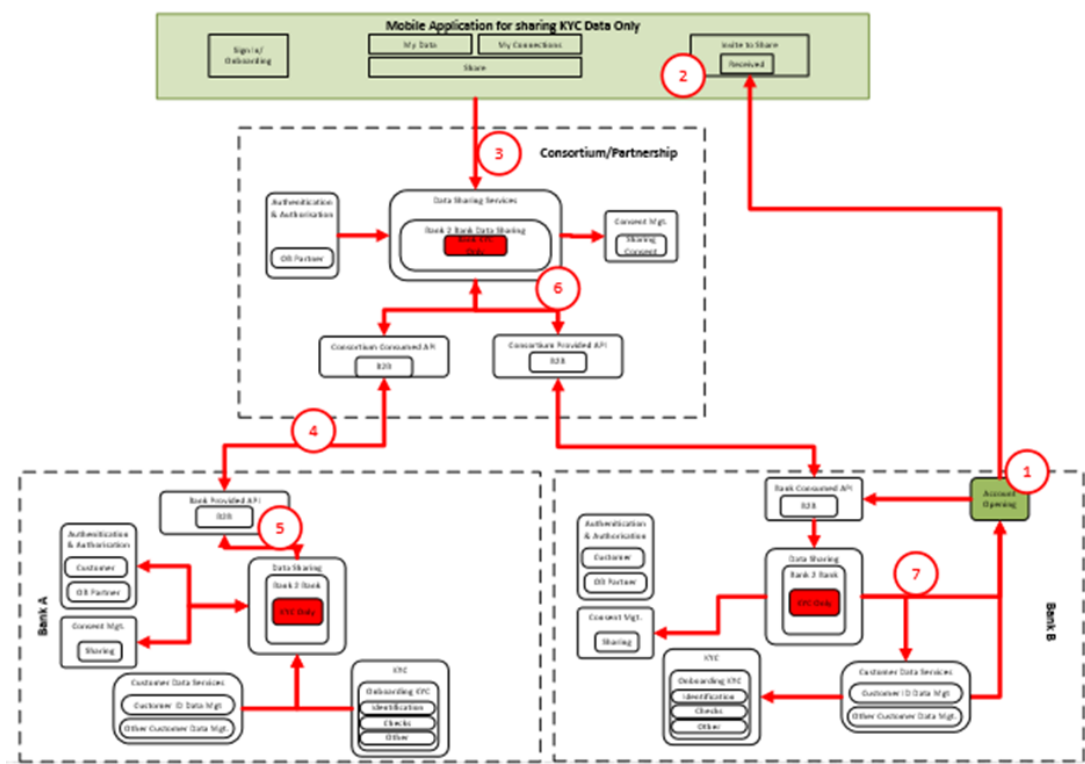 Mobile Application for sharing KYC Data Only
Sign In/
Onboarding
My Data
My Connections
Share
Invite to Share
Received
2
3
Consortium/Partnership
Authentication
& Authorisation
OB Partner
Data Sharing Services
Bank 2 Bank Data Sharing
Bank KYC
Only
Consent Mgt.
Sharing
Consent
6
Consortium Consumed API
B2B
Consortium Provided API
B2B
4
1
Bank A
Bank Provided API
B2B
5
Authentication
& Authorisation
Customer
OB Partner
Consent Mgt.
Sharing
Data Sharing
Bank 2 Bank
KYC Only
Customer Data Services
Customer ID Data Mgt
Other Customer Data Mgt.
KYC
Onboarding KYC
Identification
Checks
Other
Bank B
Bank Consumed API
B2B
Account
Opening
Authentication
& Authorisation
Customer
OB Partner
Consent Mgt.
Sharing
Data Sharing
Bank 2 Bank
KYC Only
7
KYC
Onboarding KYC
Identification
Checks
Other
Customer Data Services
Customer ID Data Mgt
Other Customer Data Mgt.